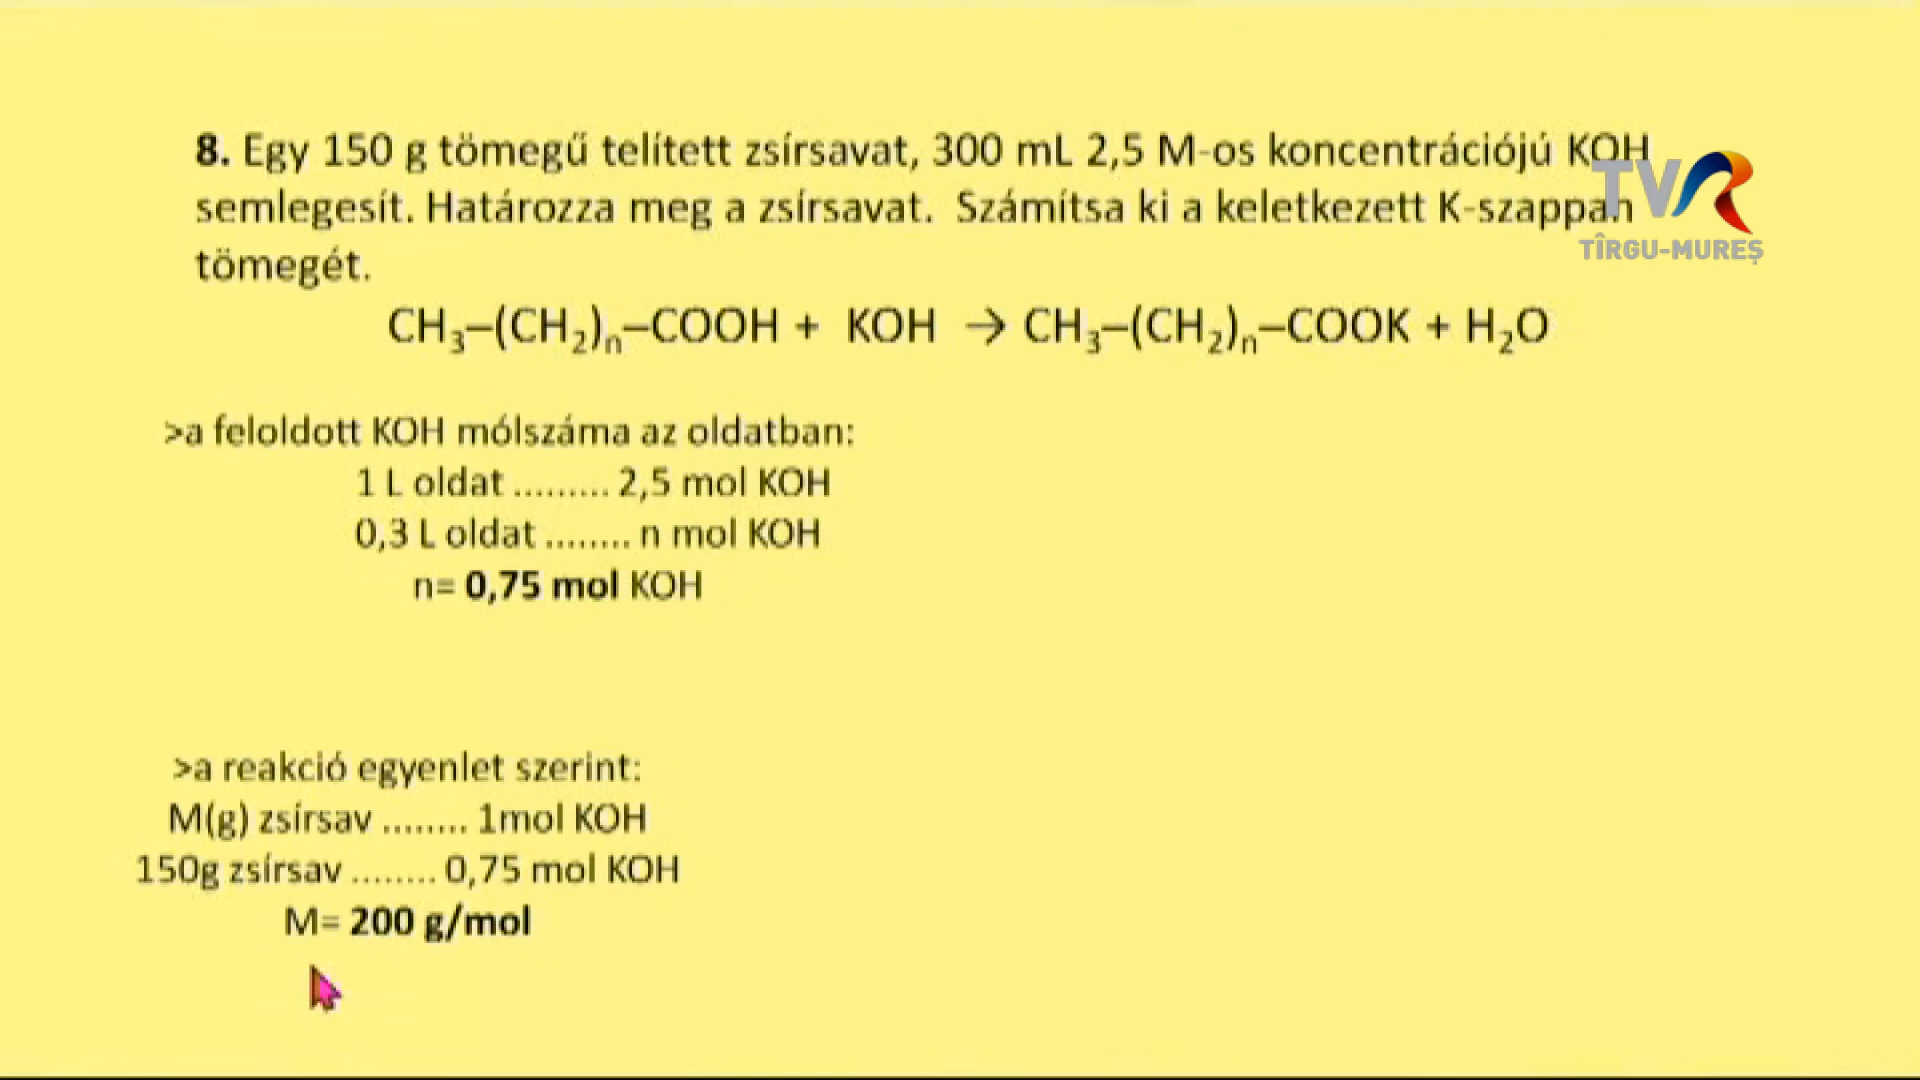 8. Egy 150 g tömegű telített zsírsavat, 300 mL 2,5 M-os koncentrációjú KOH
semlegesít. Határozza meg a zsírsavat.  Számítsa ki a keletkezett K-szappan
tömegét.
TVR
TÎRGU-MUREȘ
CH₃–(CH₂)ₙ–COOH + KOH → CH₃–(CH₂)ₙ–COOK + H₂O
>a feloldott KOH mólszáma az oldatban:
1 L oldat ......... 2,5 mol KOH
0,3 L oldat ........ n mol KOH
n= 0,75 mol KOH
>a reakció egyenlet szerint:
M(g) zsírsav ........ 1mol KOH
150g zsírsav ........ 0,75 mol KOH
M= 200 g/mol